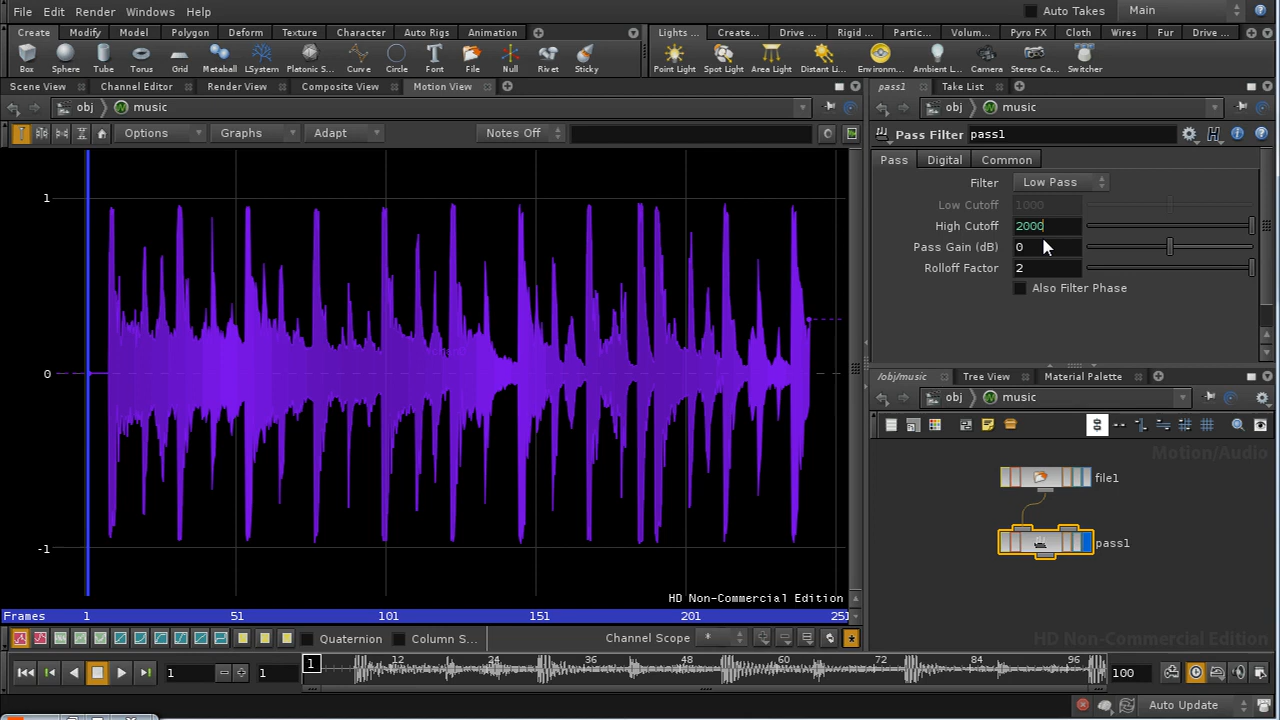 File Edit Render Windows Help Auto Takes Main
Create Modify Model Polygon Deform Texture Character Auto Rigs Animation Lights ... Create... Drive ... Rigid ... Partic... Volum... Pyro FX Cloth Wires Fur Drive ...
Box Sphere Tube Torus Grid Metaball LSystem Platonic S... Curve Circle Font File Null Rivet Sticky Point Light Spot Light Area Light Distant Li... Environm... Ambient L... Camera Stereo Ca... Switcher
Scene View Channel Editor Render View Composite View Motion View pass1 Take List
obj music obj music
Options Graphs Adapt Notes Off Pass Filter pass1
Pass Digital Common
Filter Low Pass
Low Cutoff 1000
High Cutoff 2000
Pass Gain (dB) 0
Rolloff Factor 2
Also Filter Phase
1
0
-1
HD Non-Commercial Edition
Frames 1 51 101 151 201 251
/obj/music Tree View Material Palette
obj music
Motion/Audio
file1
pass1
HD Non-Commercial Edition
Quaternion Column S... Channel Scope *
1 1 1 12 24 36 48 60 72 84 96 100
Auto Update